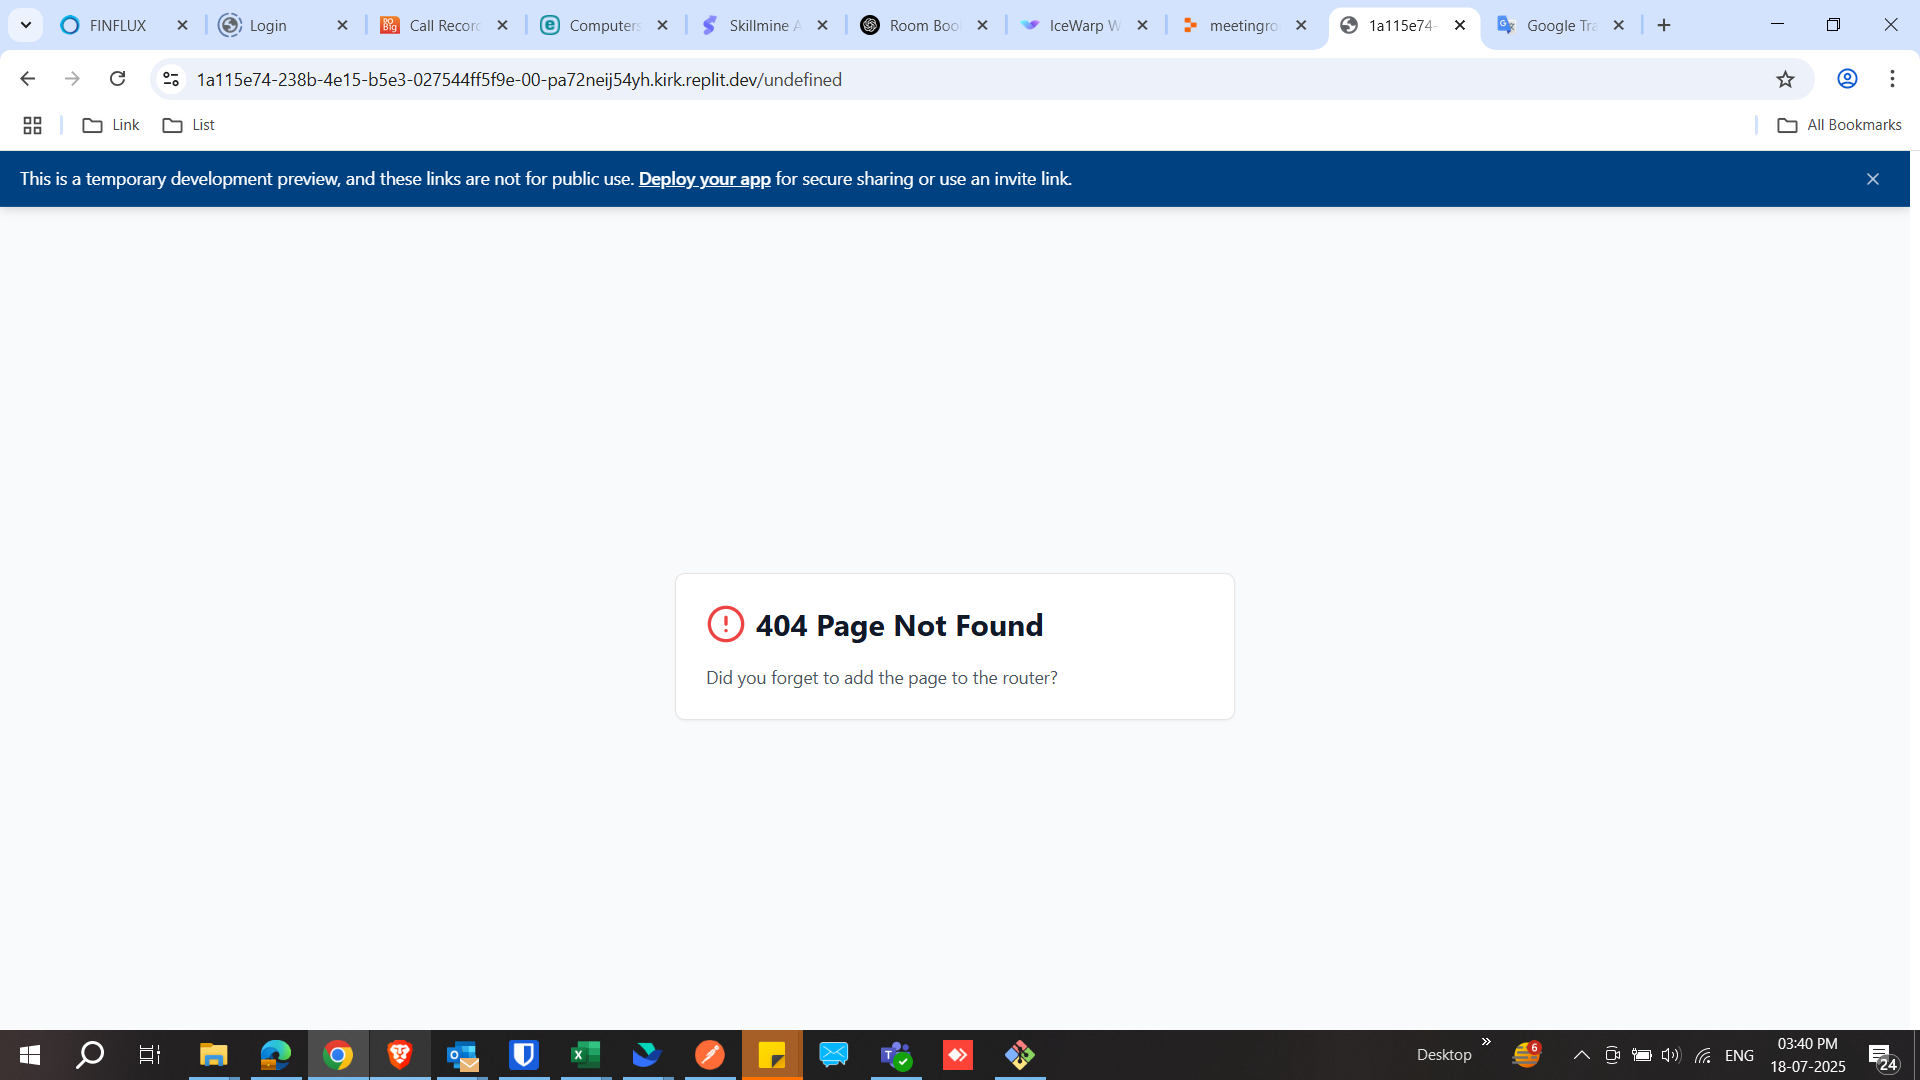 FINFLUX
Login
Call Record
Computers
Skillmine A
Room Boo
IceWarp W
meetingro
1a115e74-
Google Tra
1a115e74-238b-4e15-b5e3-027544ff5f9e-00-pa72neij54yh.kirk.replit.dev/undefined
Link
List
All Bookmarks
This is a temporary development preview, and these links are not for public use. Deploy your app for secure sharing or use an invite link.
404 Page Not Found
Did you forget to add the page to the router?
Desktop
6
ENG
03:40 PM
18-07-2025
24